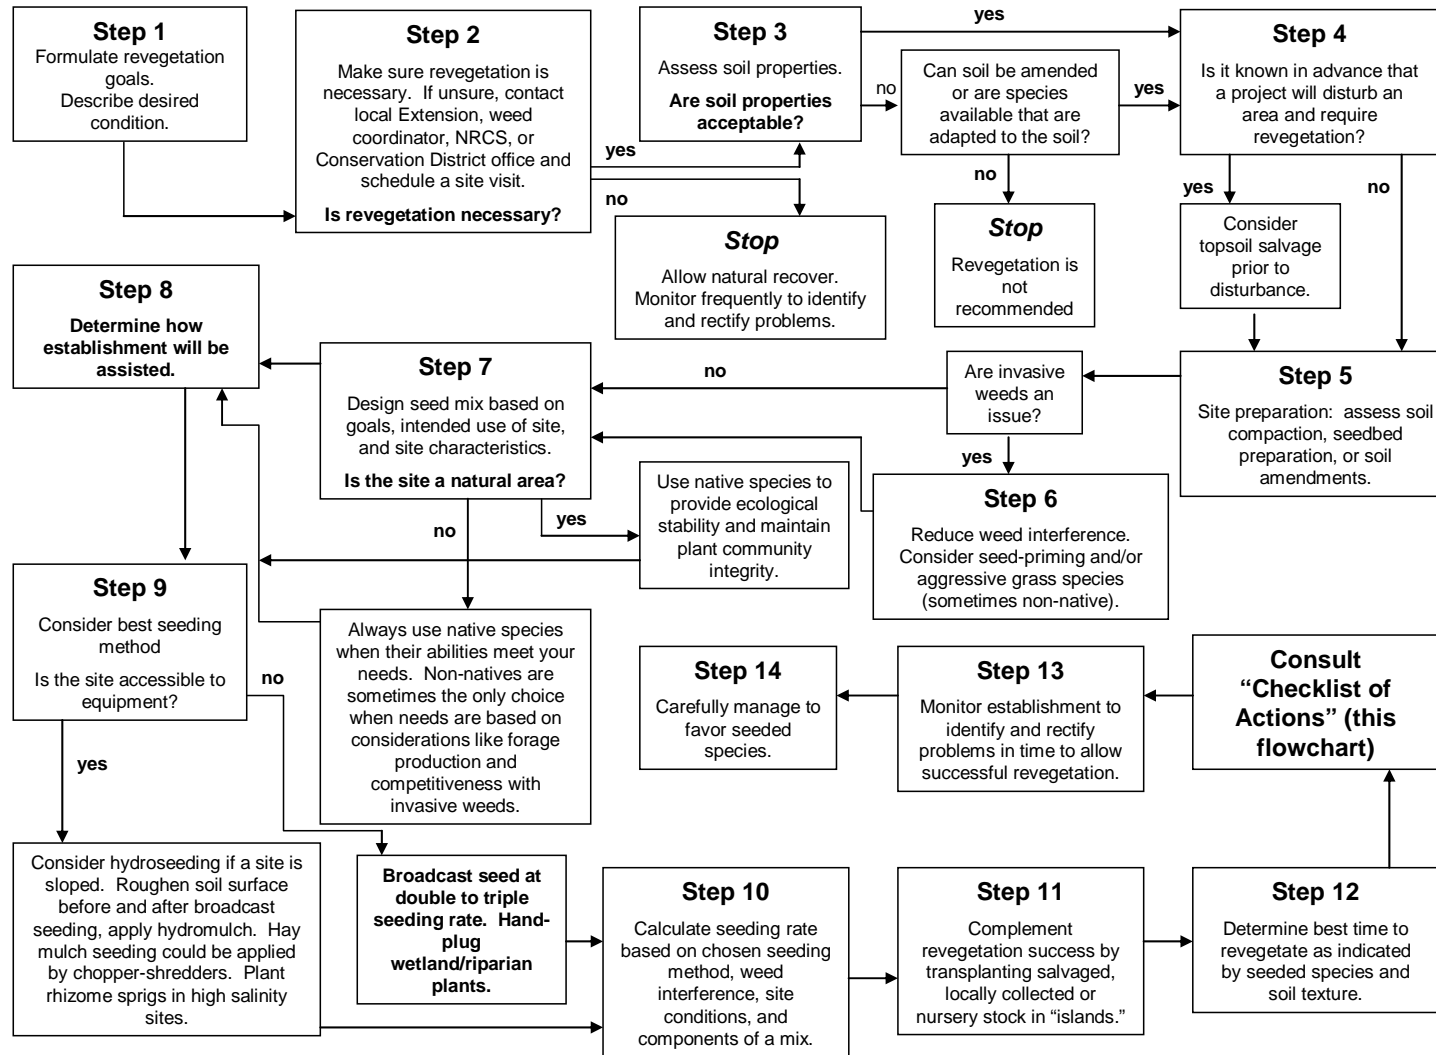 Step 1
Formulate revegetation
goals.
Describe desired
condition.
Step 2
Make sure revegetation is
necessary. If unsure, contact
local Extension, weed
coordinator, NRCS, or
Conservation District office and
schedule a site visit.
Is revegetation necessary?
yes
no
Step 3
Assess soil properties.
Are soil properties
acceptable?
yes
no
Can soil be amended
or are species
available that are
adapted to the soil?
yes
no
Step 4
Is it known in advance that
a project will disturb an
area and require
revegetation?
yes
no
Stop
Allow natural recover.
Monitor frequently to identify
and rectify problems.
Stop
Revegetation is
not
recommended
Consider
topsoil salvage
prior to
disturbance.
Step 8
Determine how
establishment will be
assisted.
Step 7
Design seed mix based on
goals, intended use of site,
and site characteristics.
Is the site a natural area?
no
yes
no
Are invasive
weeds an
issue?
yes
Step 5
Site preparation: assess soil
compaction, seedbed
preparation, or soil
amendments.
Use native species to
provide ecological
stability and maintain
plant community
integrity.
Step 6
Reduce weed interference.
Consider seed-priming and/or
aggressive grass species
(sometimes non-native).
Step 9
Consider best seeding
method
Is the site accessible to
equipment?
no
yes
Always use native species
when their abilities meet your
needs. Non-natives are
sometimes the only choice
when needs are based on
considerations like forage
production and
competitiveness with
invasive weeds.
Step 14
Carefully manage to
favor seeded
species.
Step 13
Monitor establishment to
identify and rectify
problems in time to allow
successful revegetation.
Consult
“Checklist of
Actions” (this
flowchart)
Consider hydroseeding if a site is
sloped. Roughen soil surface
before and after broadcast
seeding, apply hydromulch. Hay
mulch seeding could be applied
by chopper-shredders. Plant
rhizome sprigs in high salinity
sites.
Broadcast seed at
double to triple
seeding rate. Hand-
plug
wetland/riparian
plants.
Step 10
Calculate seeding rate
based on chosen seeding
method, weed
interference, site
conditions, and
components of a mix.
Step 11
Complement
revegetation success by
transplanting salvaged,
locally collected or
nursery stock in “islands.”
Step 12
Determine best time to
revegetate as indicated
by seeded species and
soil texture.